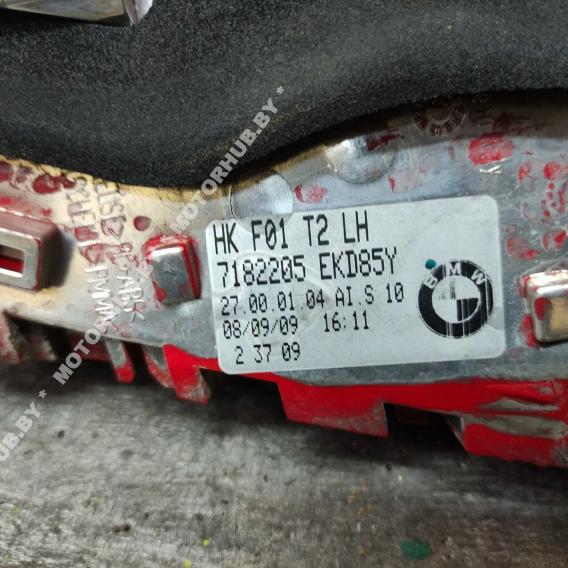 HK F01 T2 LH
7182205 EKD85Y
27.00.01.04 AI.S 10
08/09/09 16:11
2 37 09
BMW
* MOTORHUB.BY *